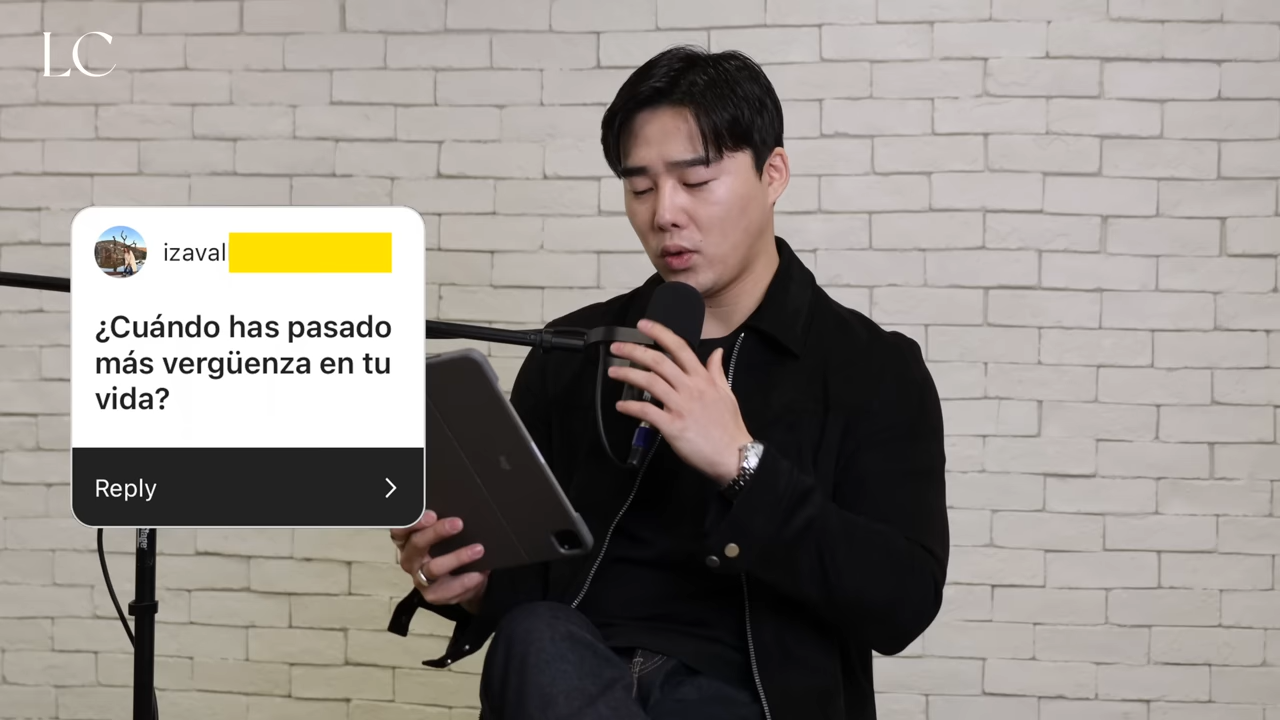 LC
izaval
¿Cuándo has pasado
más vergüenza en tu
vida?
Reply